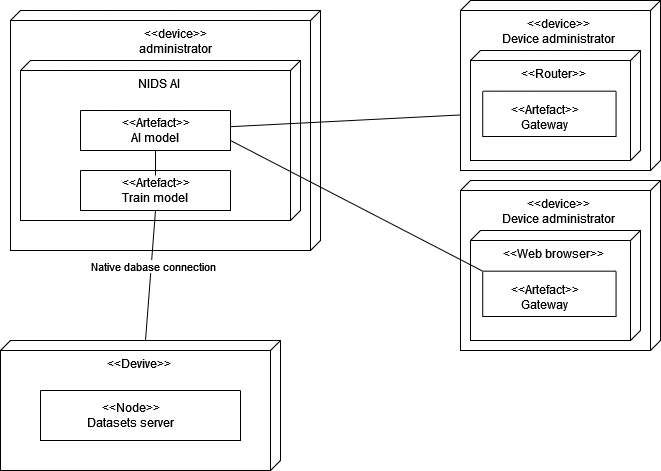 <<device>>
administrator
NIDS AI
<<Artefact>>
AI model
<<Artefact>>
Train model
Native dabase connection
<<Devive>>
<<Node>>
Datasets server
<<device>>
Device administrator
<<Router>>
<<Artefact>>
Gateway
<<device>>
Device administrator
<<Web browser>>
<<Artefact>>
Gateway